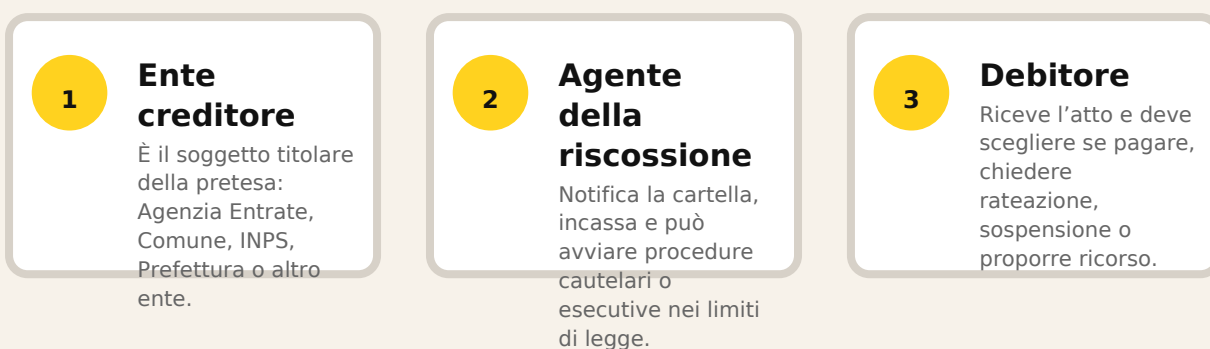 1
Ente
creditore
È il soggetto titolare
della pretesa:
Agenzia Entrate,
Comune, INPS,
Prefettura o altro
ente.
2
Agente
della
riscossione
Notifica la cartella,
incassa e può
avviare procedure
cautelari o
esecutive nei limiti
di legge.
3
Debitore
Riceve l’atto e deve
scegliere se pagare,
chiedere
rateazione,
sospensione o
proporre ricorso.